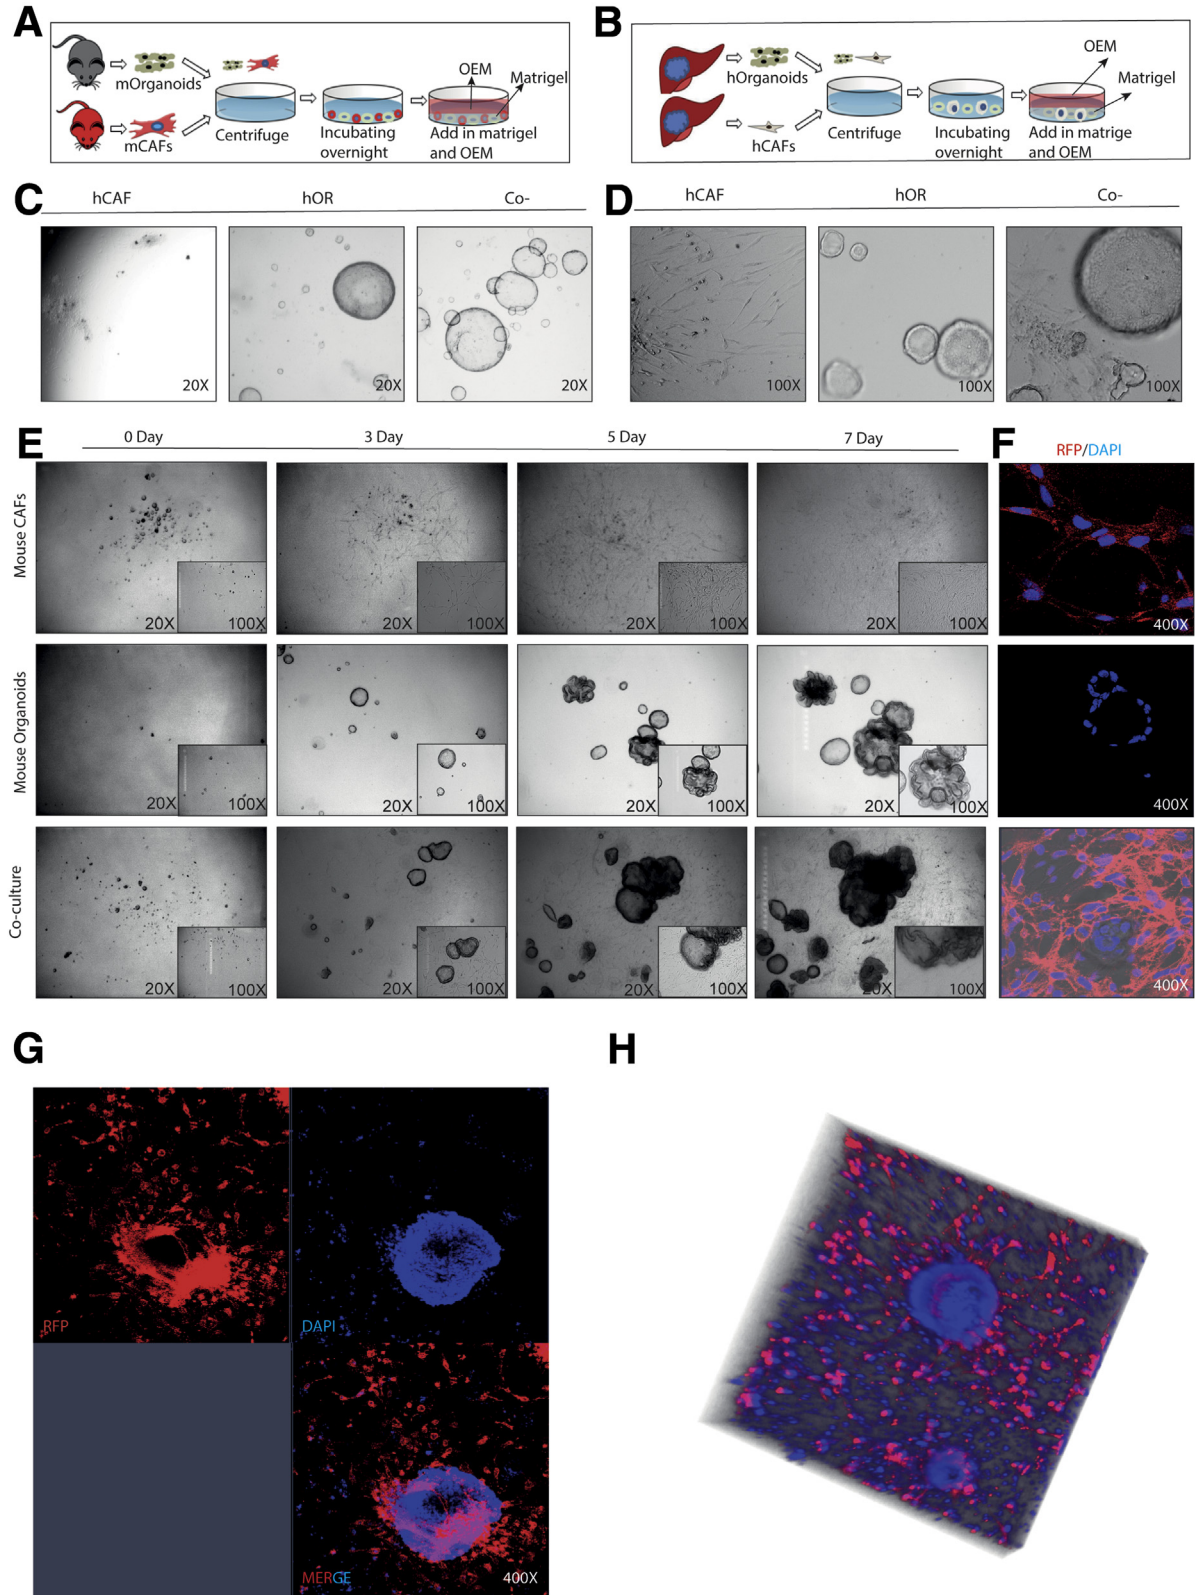 A
mOrganoids
mCAFs
Centrifuge
Incubating
overnight
OEM
Matrigel
Add in matrigel
and OEM
B
hOrganoids
hCAFs
Centrifuge
Incubating
overnight
OEM
Matrigel
Add in matrige
and OEM
C
hCAF
hOR
Co-
20X
20X
20X
D
hCAF
hOR
Co-
100X
100X
100X
E
0 Day
3 Day
5 Day
7 Day
Mouse CAFs
20X
100X
20X
100X
20X
100X
20X
100X
Mouse Organoids
20X
100X
20X
100X
20X
100X
20X
100X
Co-culture
20X
100X
20X
100X
20X
100X
20X
100X
F
RFP/DAPI
400X
400X
400X
G
RFP
DAPI
MERGE
400X
H